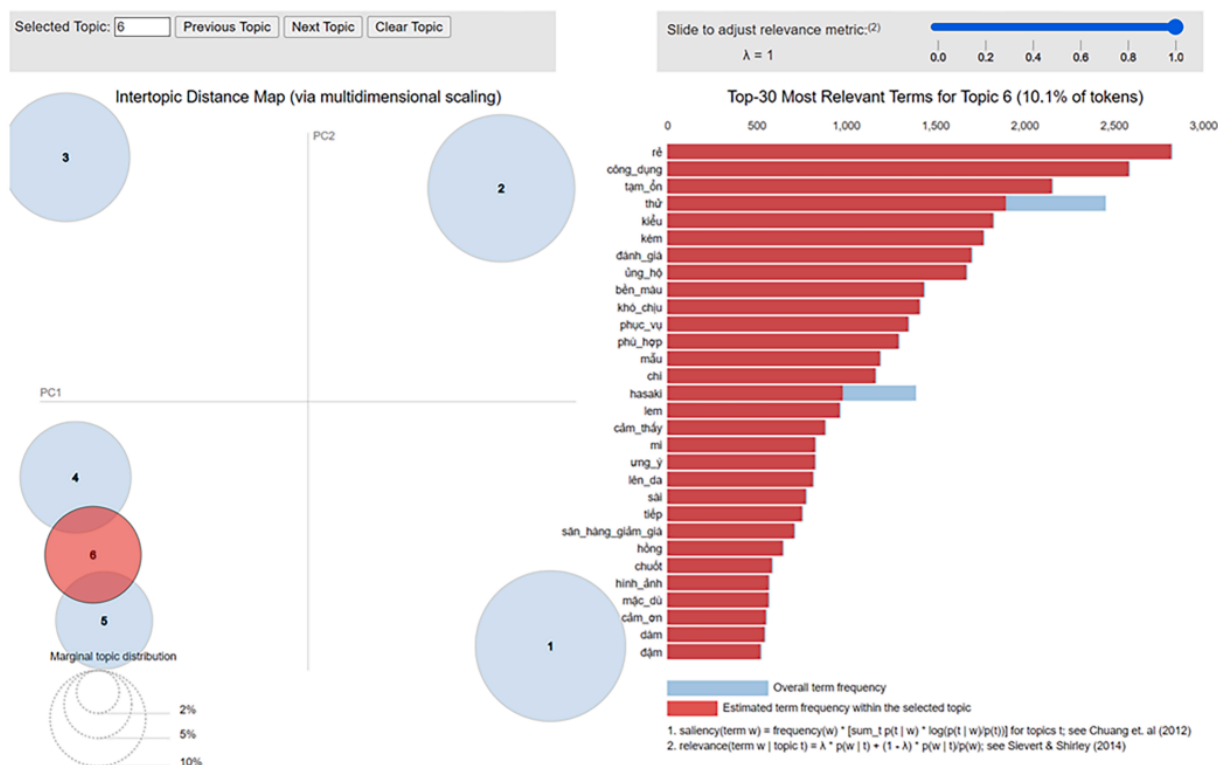 Selected Topic: 6 Previous Topic Next Topic Clear Topic
Slide to adjust relevance metric:(2)
λ = 1
0.0 0.2 0.4 0.6 0.8 1.0
Intertopic Distance Map (via multidimensional scaling)
PC2
PC1
3
2
4
6
5
1
Marginal topic distribution
2%
5%
10%
Top-30 Most Relevant Terms for Topic 6 (10.1% of tokens)
0 500 1,000 1,500 2,000 2,500 3,000
rẻ
công_dụng
tạm_ổn
thử
kiểu
kém
đánh_giá
ủng_hộ
bền_màu
khó_chịu
phục_vụ
phù_hợp
mẫu
chì
hasaki
lem
cảm_thấy
mi
ưng_ý
lên_da
sài
tiếp
săn_hàng_giảm_giá
hồng
chuốt
hình_ảnh
mặc_dù
cảm_ơn
dám
đậm
Overall term frequency
Estimated term frequency within the selected topic
1. saliency(term w) = frequency(w) * [sum_t p(t | w) * log(p(t | w)/p(t))] for topics t; see Chuang et. al (2012)
2. relevance(term w | topic t) = λ * p(w | t) + (1 - λ) * p(w | t)/p(w); see Sievert & Shirley (2014)